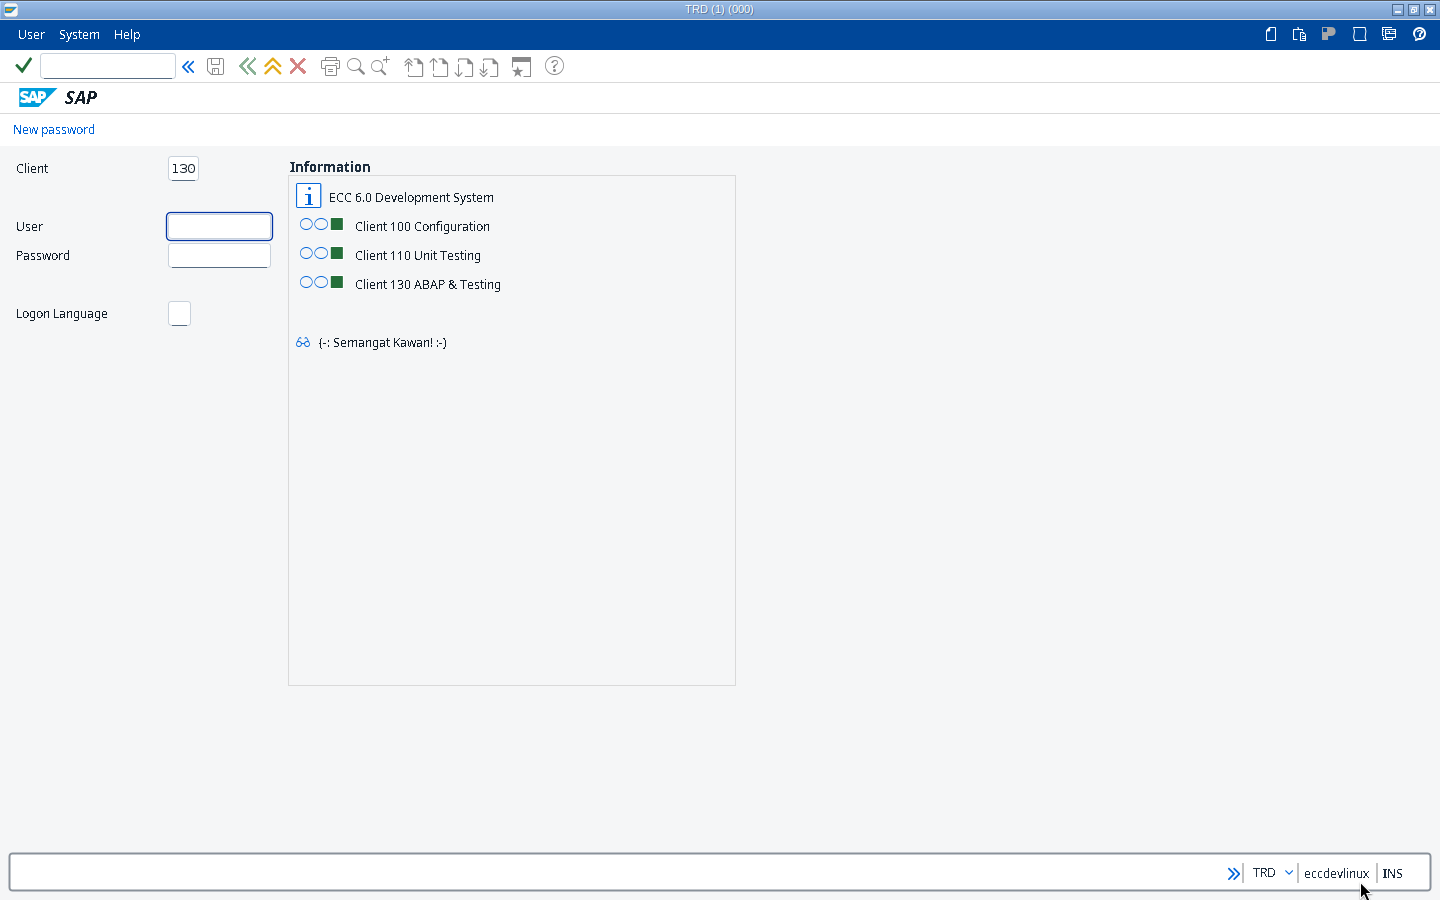 TRD (1) (000)
User System Help
SAP SAP
New password
Client 130
User
Password
Logon Language
Information
ECC 6.0 Development System
Client 100 Configuration
Client 110 Unit Testing
Client 130 ABAP & Testing
(-: Semangat Kawan! :-)
TRD eccdevlinux INS